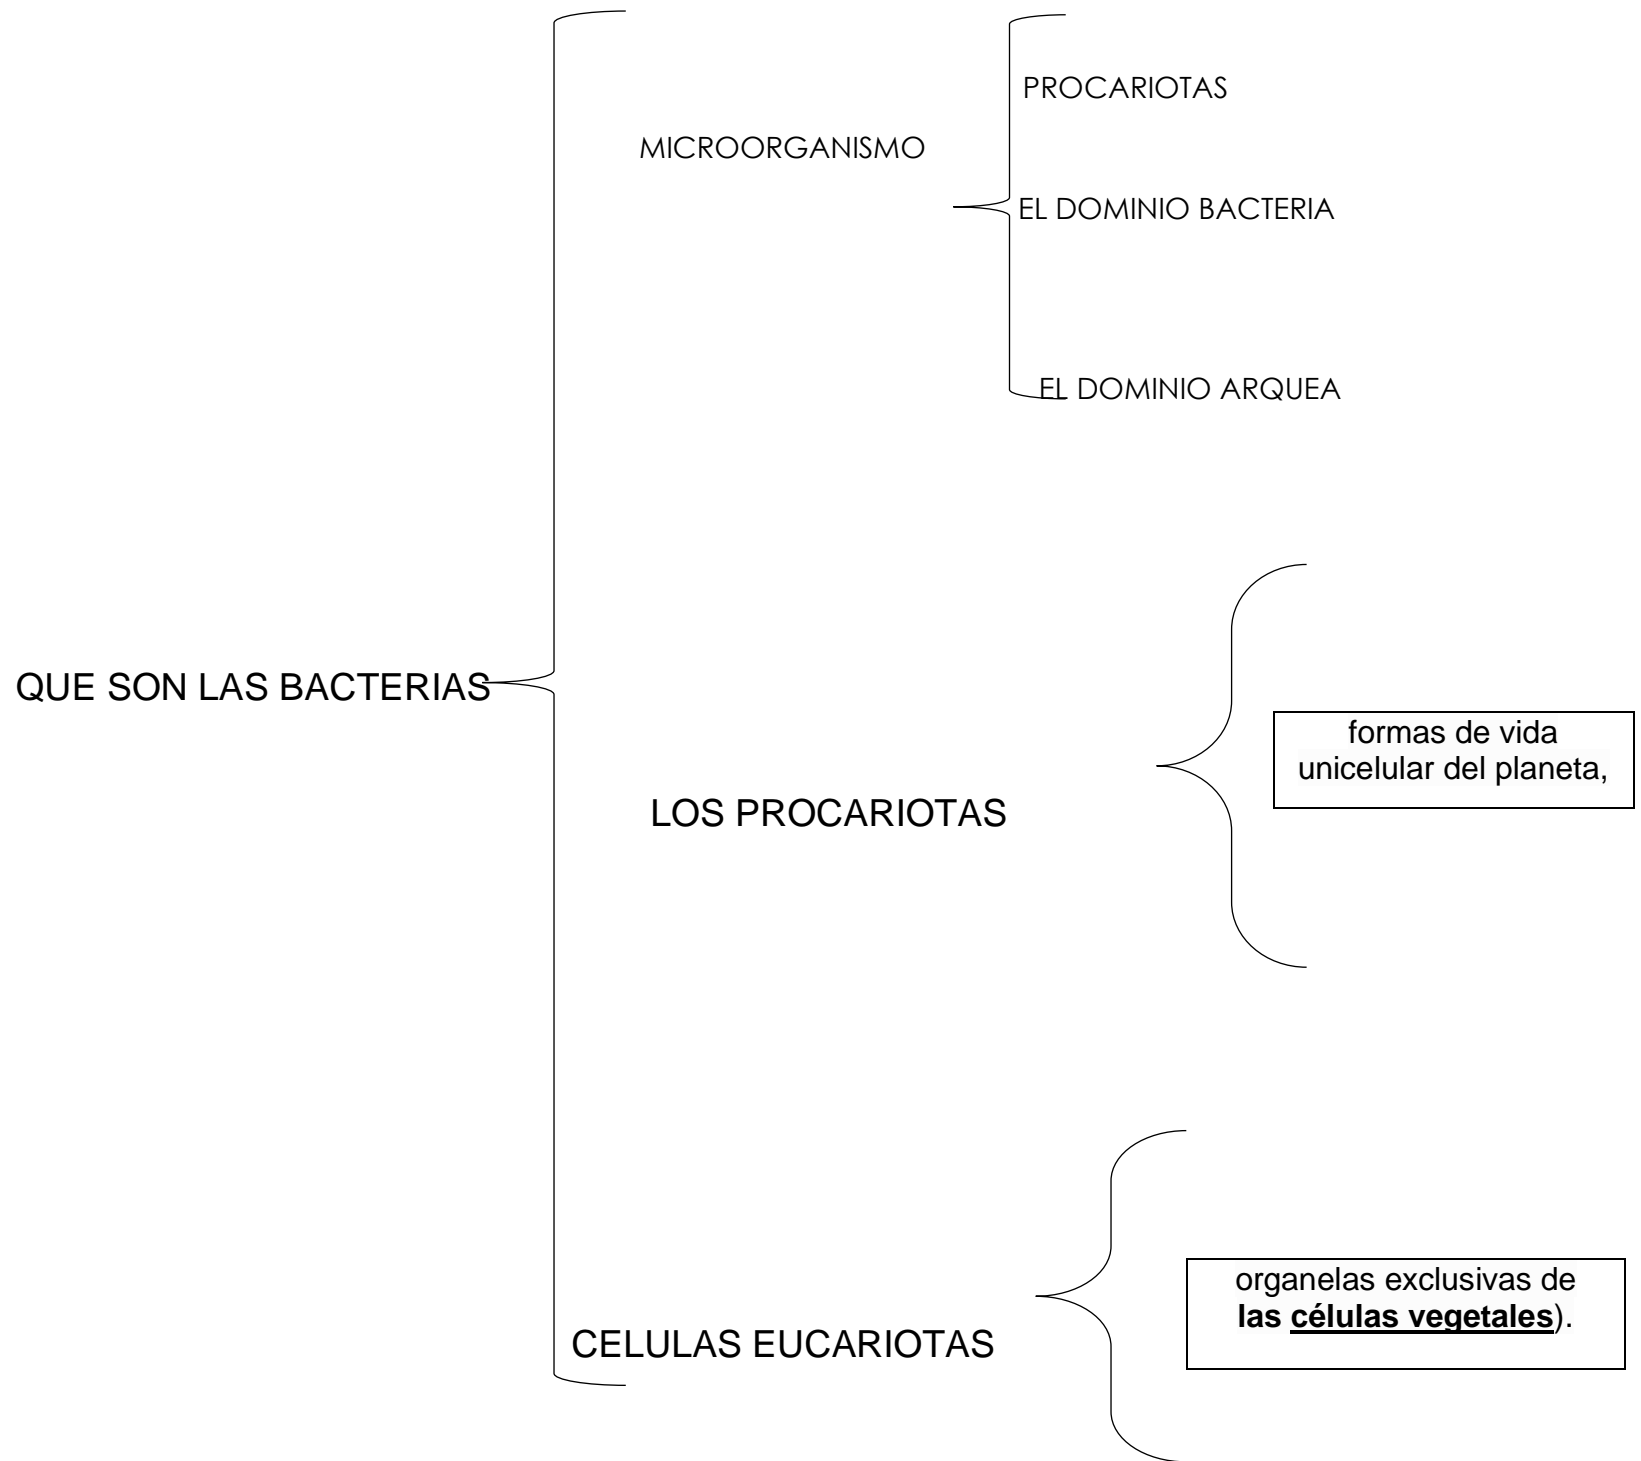 PROCARIOTAS
MICROORGANISMO
EL DOMINIO BACTERIA
EL DOMINIO ARQUEA
QUE SON LAS BACTERIAS
formas de vida
unicelular del planeta,
LOS PROCARIOTAS
organelas exclusivas de
las células vegetales).
CELULAS EUCARIOTAS